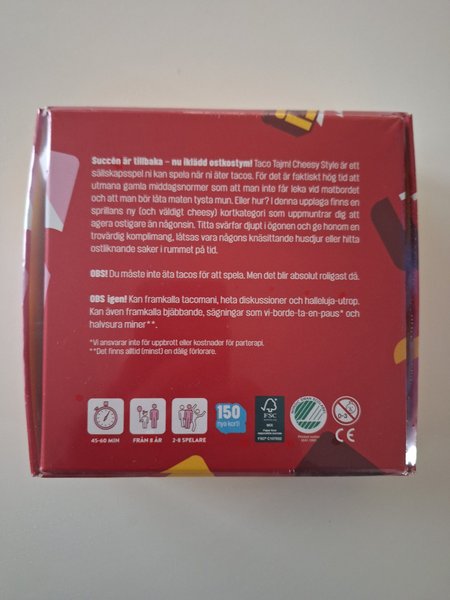 Succén är tillbaka – nu iklädd ostkostym! Taco Tajm! Cheesy Style är ett
sällskapsspel ni kan spela när ni äter tacos. För det är faktiskt hög tid att
utmana gamla middagsnormer som att man inte får leka vid matbordet
och att man bör låta maten tysta mun. Eller hur? I denna upplaga finns en
sprillans ny (och väldigt cheesy) kortkategori som uppmuntrar dig att
agera ostigare än någonsin. Titta svärfar djupt i ögonen och ge honom en
trovärdig komplimang, låtsas vara någons knäsittande husdjur eller hitta
ostliknande saker i rummet på tid.
OBS! Du måste inte äta tacos för att spela. Men det blir absolut roligast då.
OBS igen! Kan framkalla tacomani, heta diskussioner och halleluja-utrop.
Kan även framkalla bjäbbande, sägningar som vi-borde-ta-en-paus* och
halvsura miner**.
*Vi ansvarar inte för uppbrott eller kostnader för parterapi.
**Det finns alltid (minst) en dålig förlorare.
45-60 MIN
FRÅN 8 ÅR
2-8 SPELARE
150
nya kort!
FSC
MIX
0-3
CE